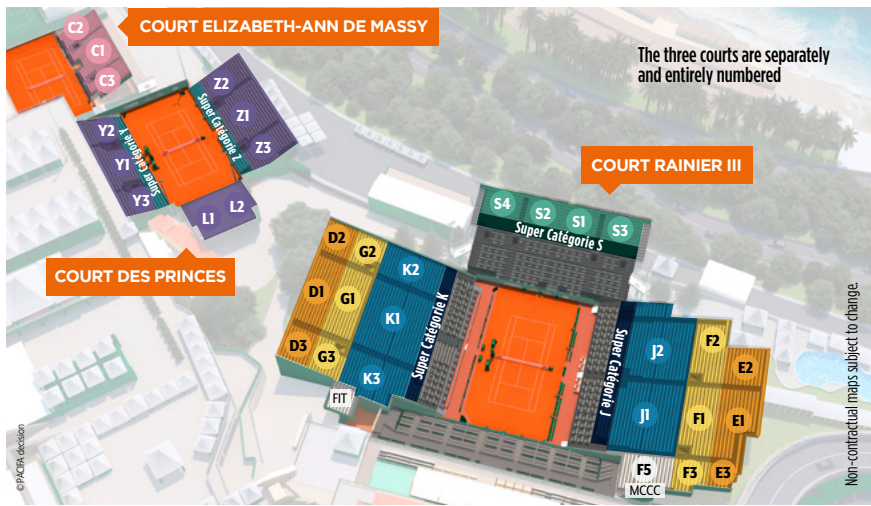 COURT ELIZABETH-ANN DE MASSY
C2
C1
C3
The three courts are separately
and entirely numbered
Z2
Z1
Z3
Super Catégorie Z
Y2
Y1
Y3
Super Catégorie Y
L1
L2
COURT DES PRINCES
COURT RAINIER III
S4
S2
S1
S3
Super Catégorie S
D2
D1
D3
G2
G1
G3
K2
K1
K3
Super Catégorie K
FIT
Super Catégorie J
J2
J1
F2
F1
F3
F5
MCCC
E2
E1
E3
Non-contractual maps subject to change.
© PACIFA decision